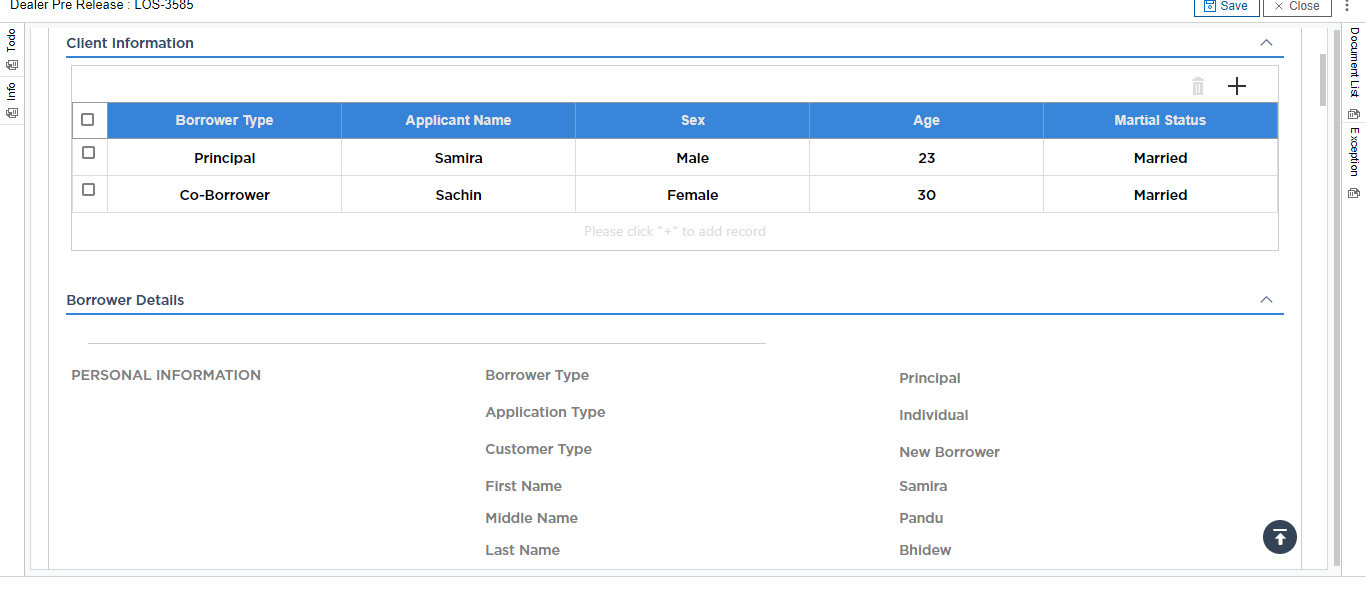 Dealer Pre Release : LOS-3585
Save
Close
Todo
Info
Document List
Exception
Client Information
Borrower Type Applicant Name Sex Age Martial Status
Principal Samira Male 23 Married
Co-Borrower Sachin Female 30 Married
Please click "+" to add record
Borrower Details
PERSONAL INFORMATION
Borrower Type Principal
Application Type Individual
Customer Type New Borrower
First Name Samira
Middle Name Pandu
Last Name Bhidew